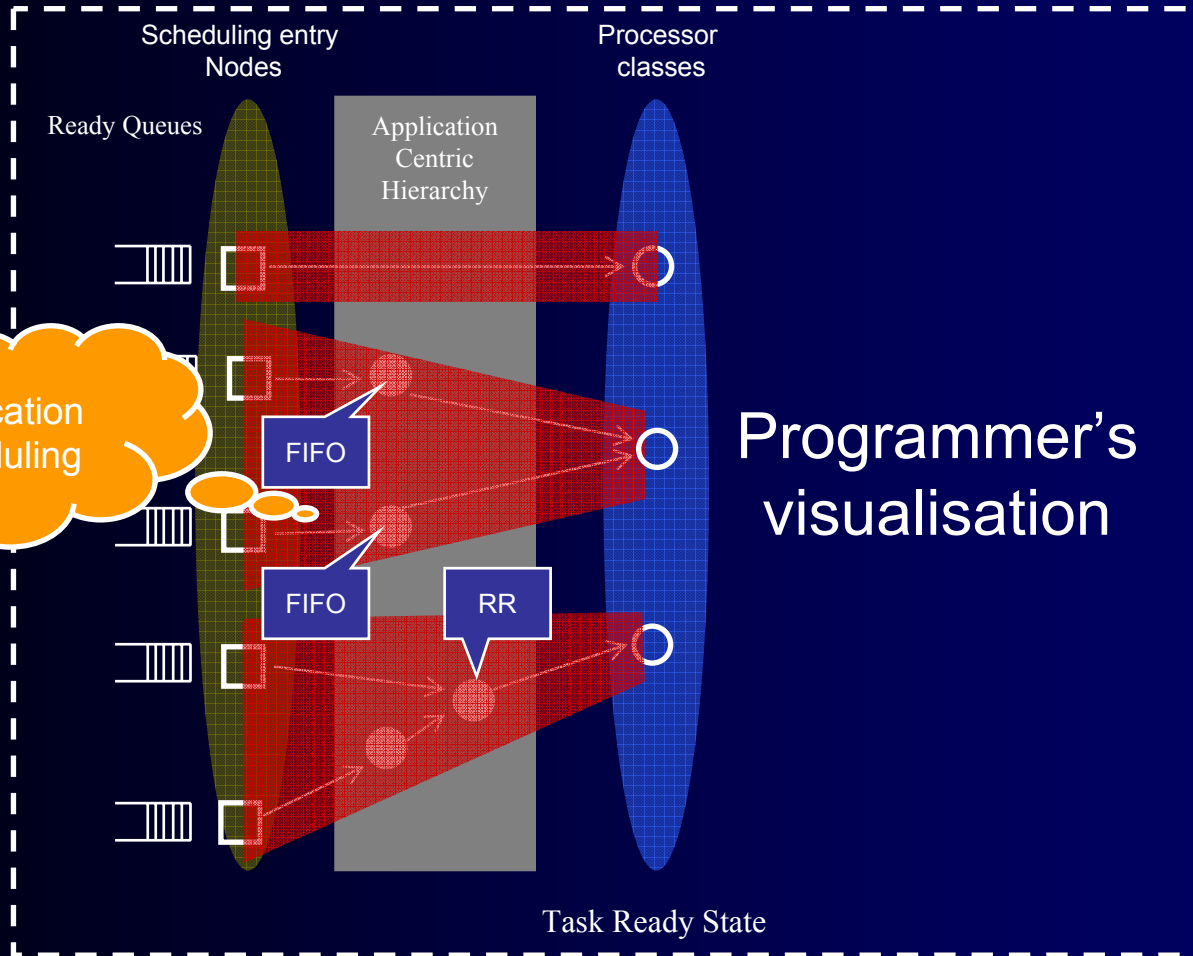 Scheduling entry
Nodes
Processor
classes
Ready Queues
Application
Centric
Hierarchy
FIFO
FIFO
RR
Programmer’s
visualisation
Task Ready State